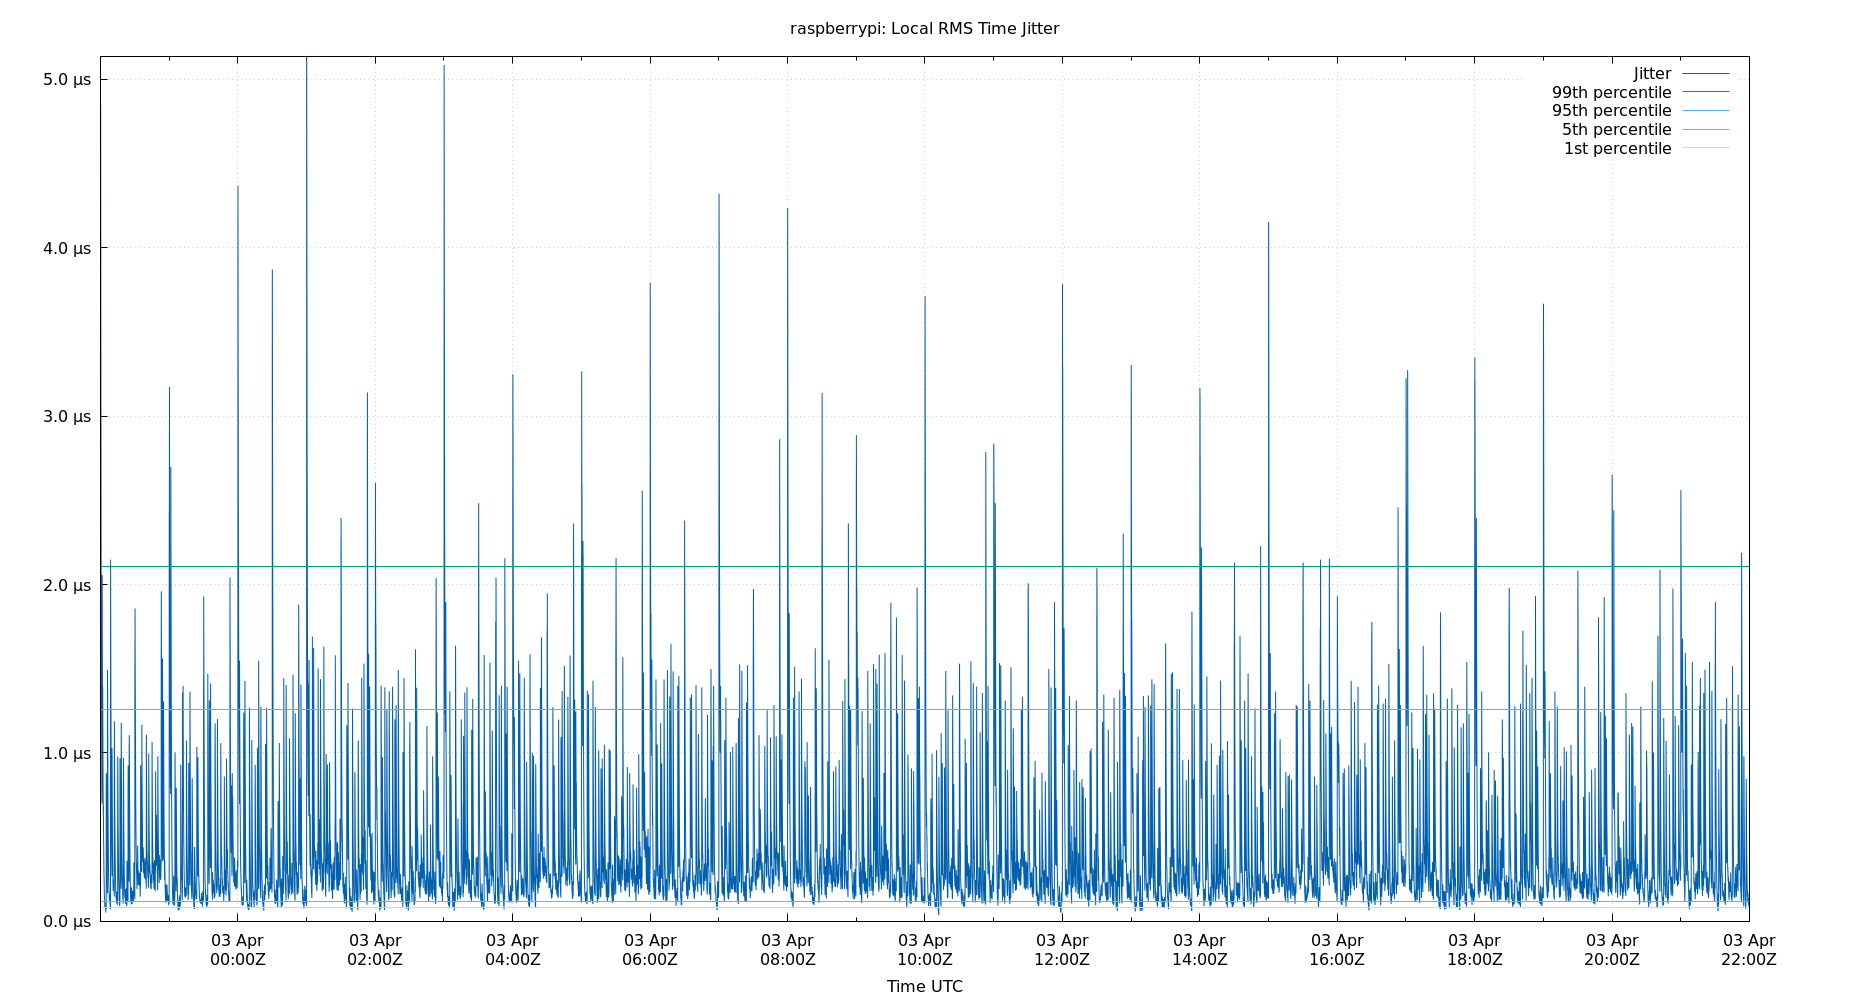 raspberrypi: Local RMS Time Jitter
5.0 µs
4.0 µs
3.0 µs
2.0 µs
1.0 µs
0.0 µs
Jitter
99th percentile
95th percentile
5th percentile
1st percentile
03 Apr 03 Apr 03 Apr 03 Apr 03 Apr 03 Apr 03 Apr 03 Apr 03 Apr 03 Apr 03 Apr 03 Apr
00:00Z 02:00Z 04:00Z 06:00Z 08:00Z 10:00Z 12:00Z 14:00Z 16:00Z 18:00Z 20:00Z 22:00Z
Time UTC